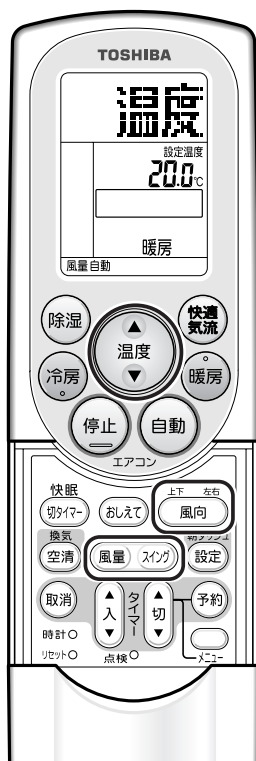 TOSHIBA
温度
設定温度
20.0℃
暖房
風量自動
除湿
快適
気流
温度
冷房
暖房
停止
自動
エアコン
快眠
切タイマー
おしえて
上下 左右
風向
換気
空清
風量
スイング
設定
取消
入
タイマー
切
予約
時計
リセット
点検
メニュー